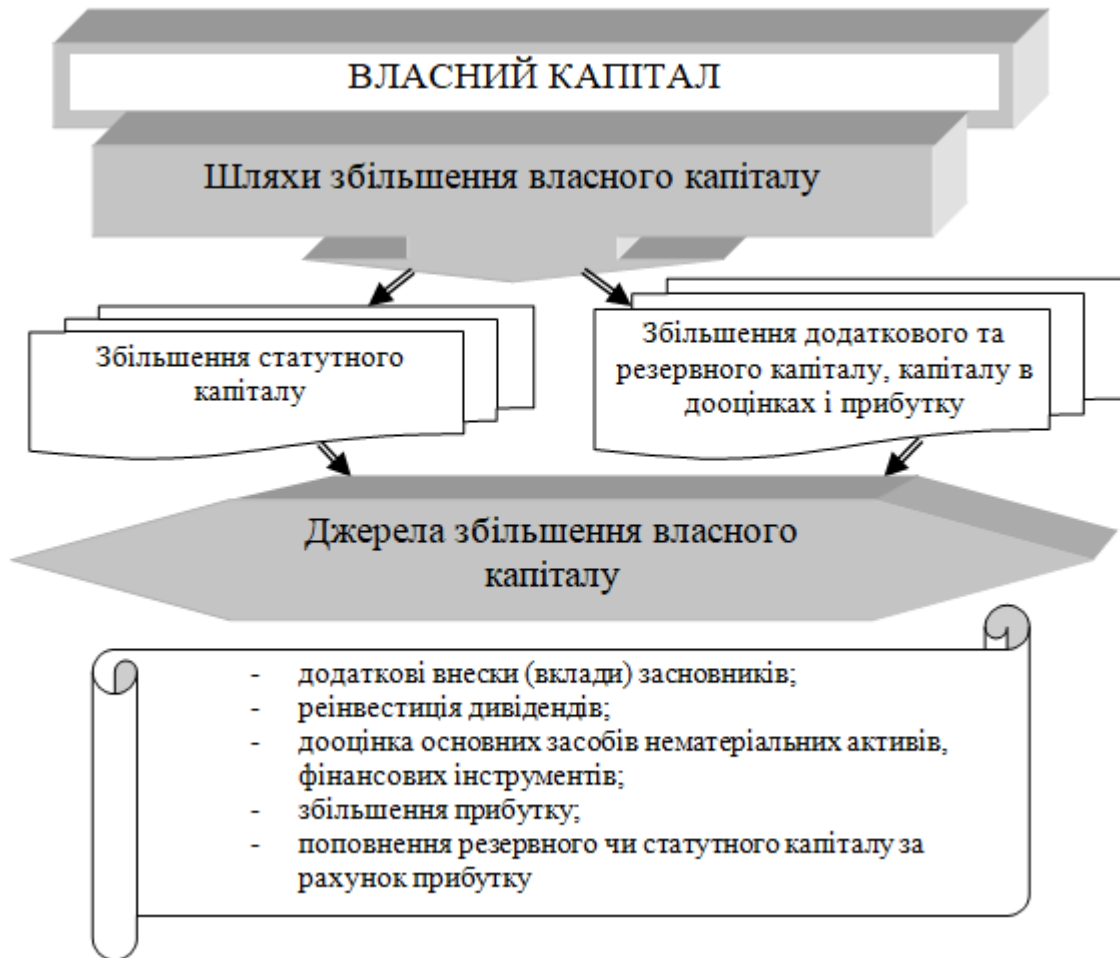 ВЛАСНИЙ КАПІТАЛ
Шляхи збільшення власного капіталу
Збільшення статутного
капіталу
Збільшення додаткового та
резервного капіталу, капіталу в
дооцінках і прибутку
Джерела збільшення власного
капіталу
- додаткові внески (вклади) засновників;
- реінвестиція дивідендів;
- дооцінка основних засобів нематеріальних активів,
фінансових інструментів;
- збільшення прибутку;
- поповнення резервного чи статутного капіталу за
рахунок прибутку